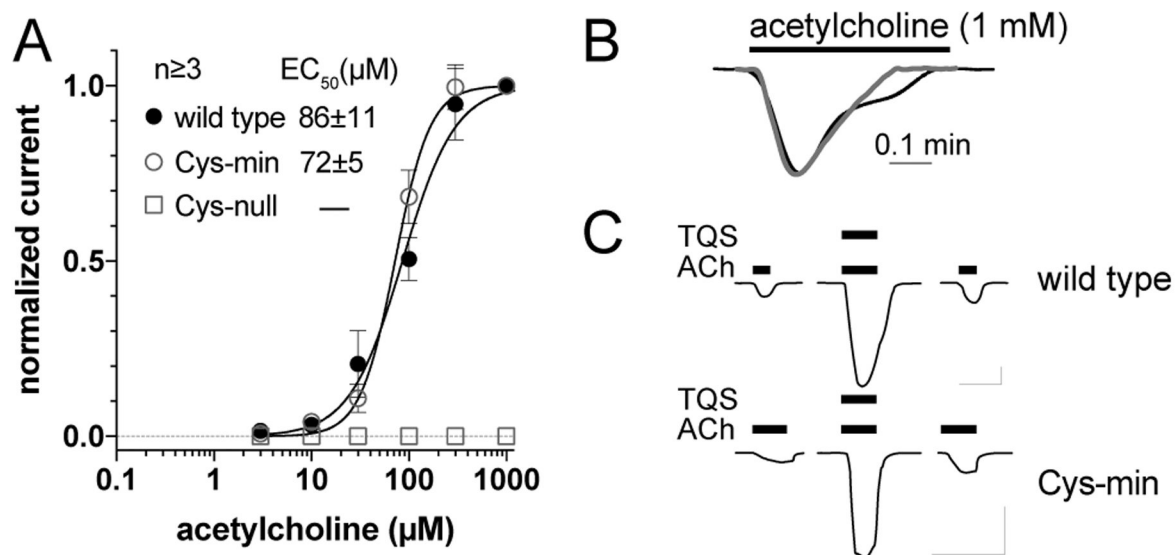 A
n≥3 EC50(µM)
wild type 86±11
Cys-min 72±5
Cys-null —
normalized current
1.0
0.5
0.0
0.1 1 10 100 1000
acetylcholine (µM)
B
acetylcholine (1 mM)
0.1 min
C
TQS
ACh
wild type
TQS
ACh
Cys-min